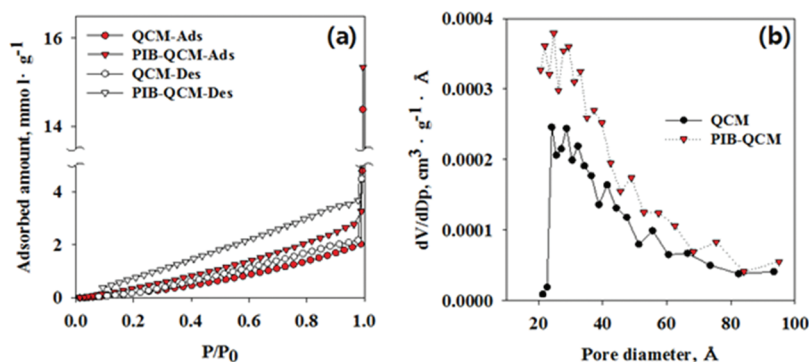 (a)
QCM-Ads
PIB-QCM-Ads
QCM-Des
PIB-QCM-Des
Adsorbed amount, mmol· g⁻¹
16
14
4
2
0
0.0 0.2 0.4 0.6 0.8 1.0
P/P₀
(b)
QCM
PIB-QCM
dV/dDp, cm³ · g⁻¹ · Å
0.0004
0.0003
0.0002
0.0001
0.0000
20 40 60 80 100
Pore diameter, Å